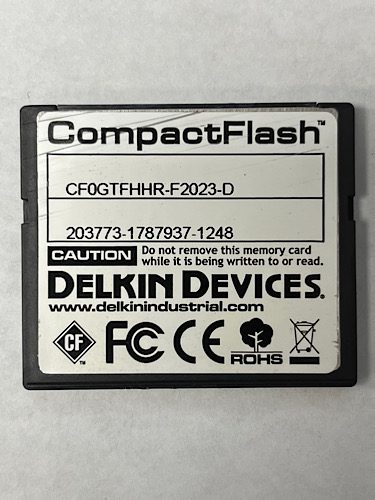 CompactFlash™
CF0GTFHHR-F2023-D
203773-1787937-1248
CAUTION Do not remove this memory card
while it is being written to or read.
DELKIN DEVICES.
www.delkinindustrial.com
CF™ FC CE ROHS